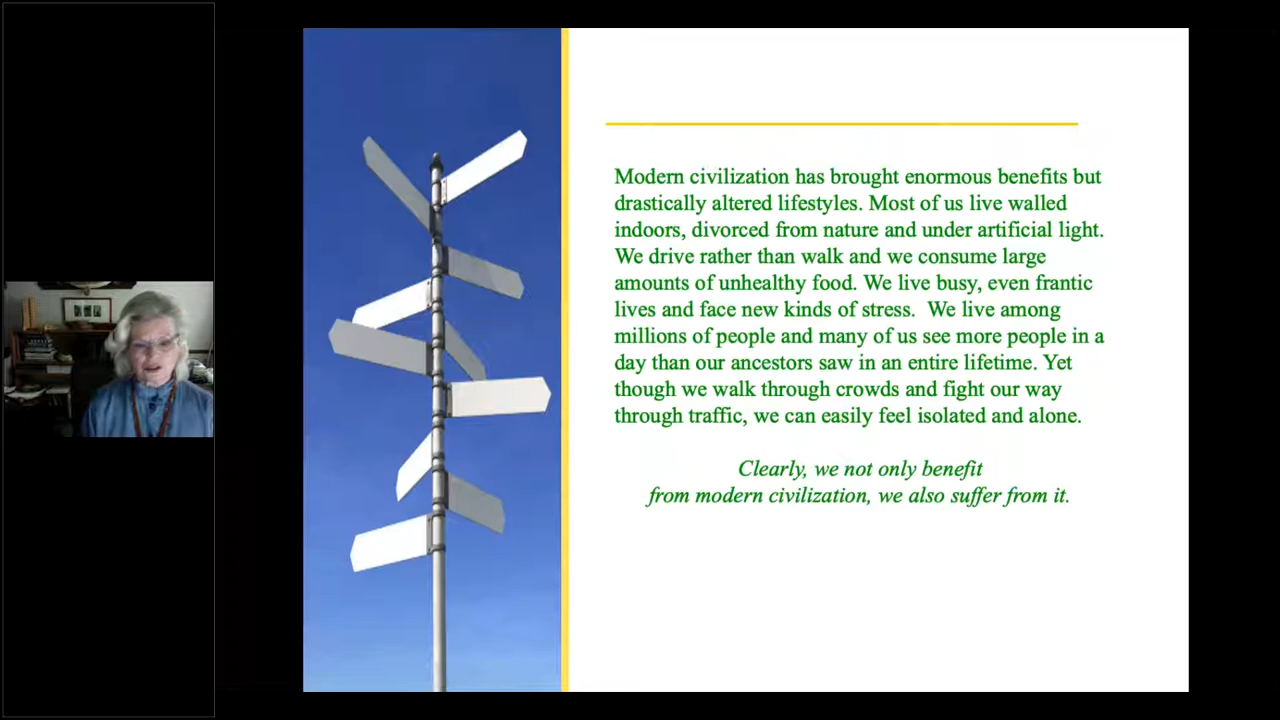 Modern civilization has brought enormous benefits but
drastically altered lifestyles. Most of us live walled
indoors, divorced from nature and under artificial light.
We drive rather than walk and we consume large
amounts of unhealthy food. We live busy, even frantic
lives and face new kinds of stress.  We live among
millions of people and many of us see more people in a
day than our ancestors saw in an entire lifetime. Yet
though we walk through crowds and fight our way
through traffic, we can easily feel isolated and alone.
Clearly, we not only benefit
from modern civilization, we also suffer from it.